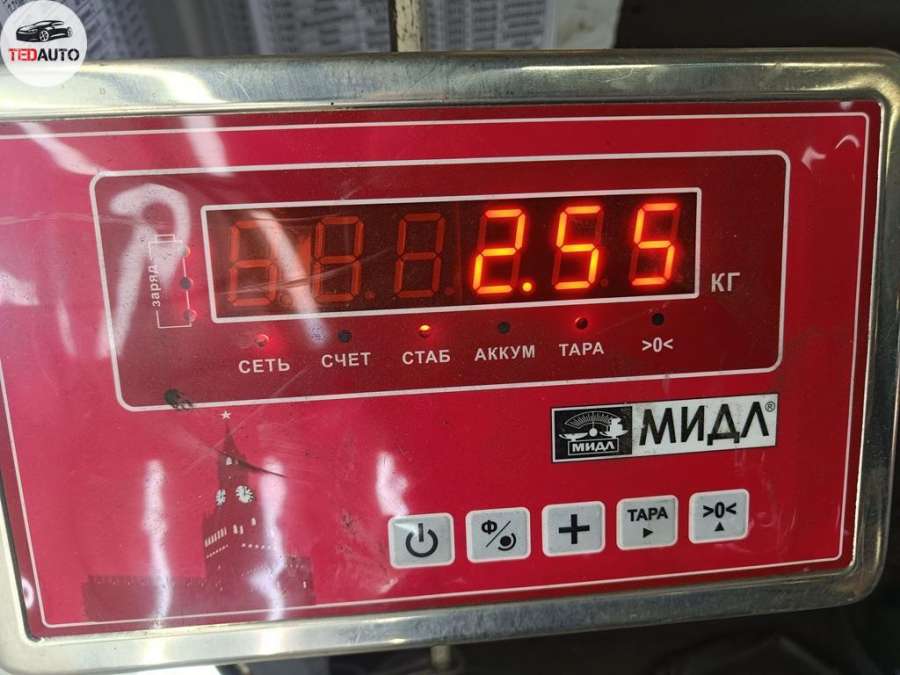 TEDAUTO
2.55
КГ
заряд
СЕТЬ СЧЕТ СТАБ АККУМ ТАРА >0<
МИДЛ МИДЛ®
Ф/ + ТАРА >0<